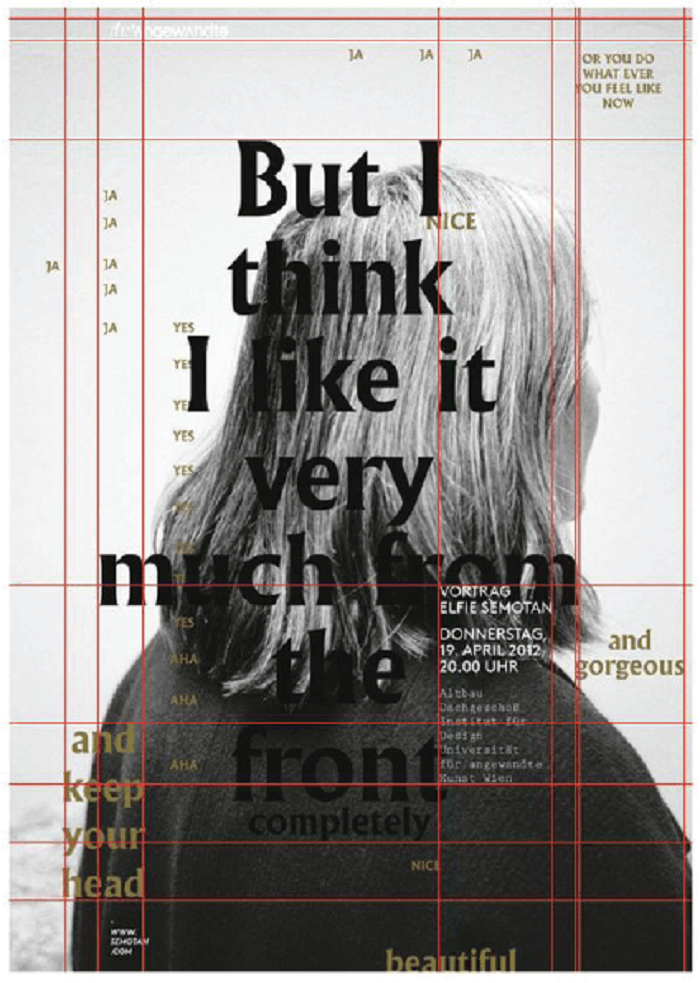 di:'angewandte
JA JA JA
OR YOU DO
WHAT EVER
YOU FEEL LIKE
NOW
But I
think
I like it
very
much from
the
front
completely
NICE
JA
JA
JA
JA
JA
JA
YES
YES
YES
YES
YES
YES
AHA
AHA
AHA
VORTRAG
ELFIE SEMOTAN
DONNERSTAG,
19. APRIL 2012,
20.00 UHR
Altbau
Dachgeschoß
Institut für
Design
Universität
für angewandte
Kunst Wien
and
gorgeous
and
keep
your
head
NICE
WWW.
SEMOTAN
.COM
beautiful